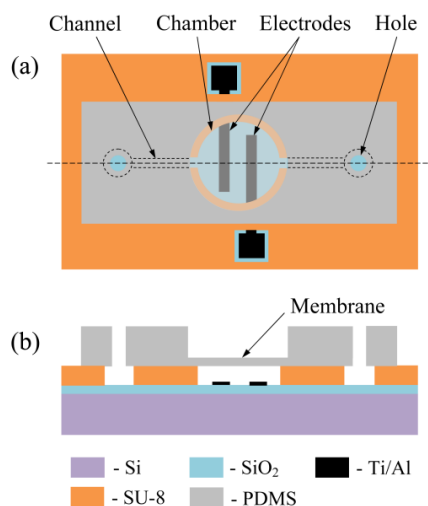 Channel Chamber Electrodes Hole
(a)
Membrane
(b)
- Si - SiO₂ - Ti/Al
- SU-8 - PDMS